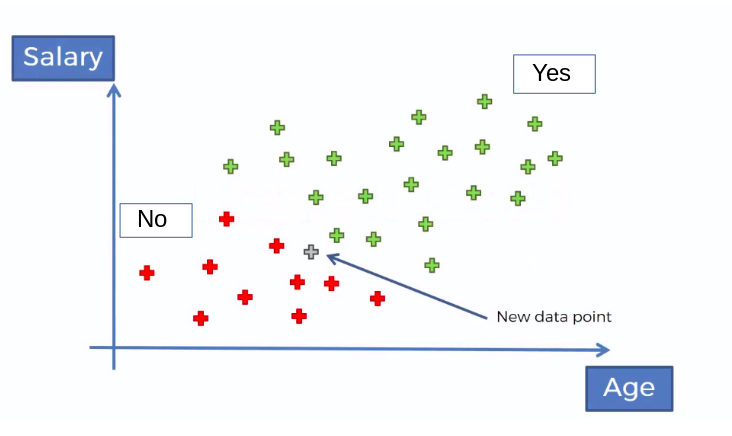 Salary
Yes
No
New data point
Age